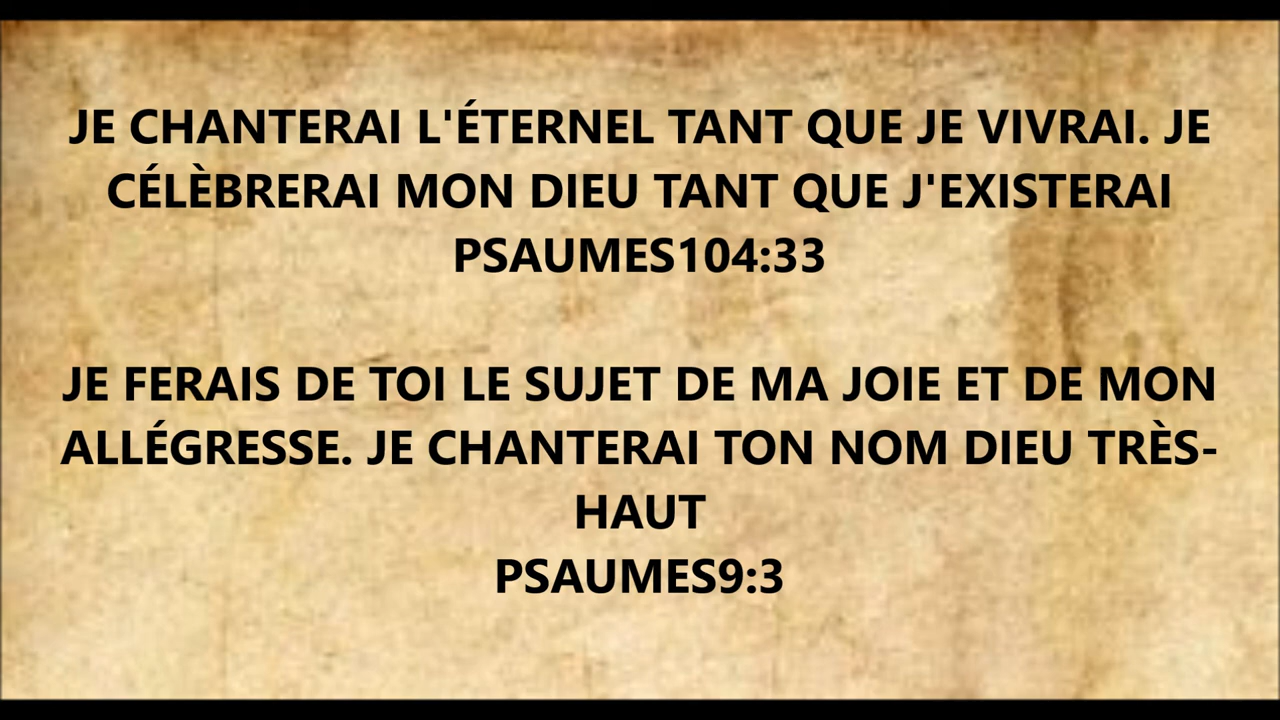 JE CHANTERAI L'ÉTERNEL TANT QUE JE VIVRAI. JE
CÉLÈBRERAI MON DIEU TANT QUE J'EXISTERAI
PSAUMES104:33
JE FERAIS DE TOI LE SUJET DE MA JOIE ET DE MON
ALLÉGRESSE. JE CHANTERAI TON NOM DIEU TRÈS-
HAUT
PSAUMES9:3